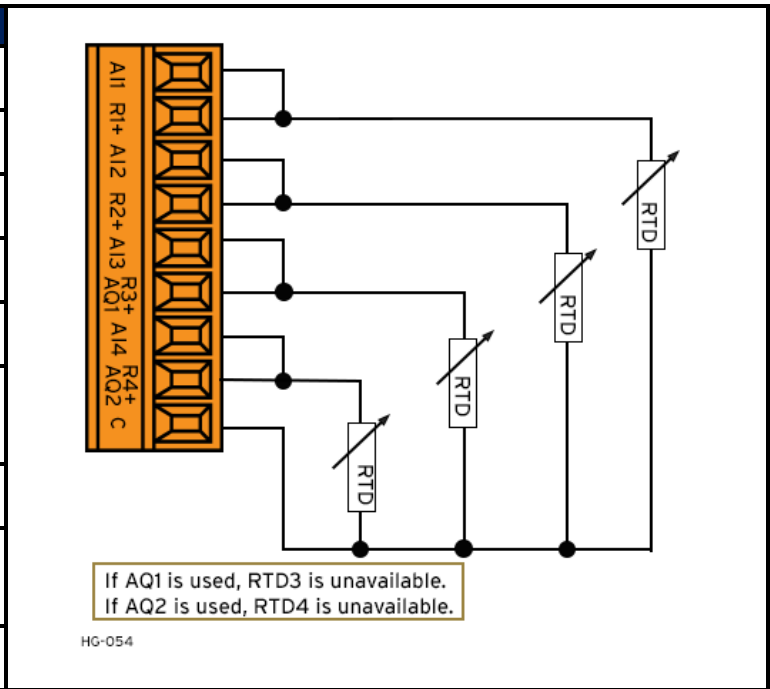 AI1
R1+
AI2
R2+
AI3
R3+
AQ1
AI4
R4+
AQ2
C
RTD
RTD
RTD
RTD
If AQ1 is used, RTD3 is unavailable.
If AQ2 is used, RTD4 is unavailable.
HG-054